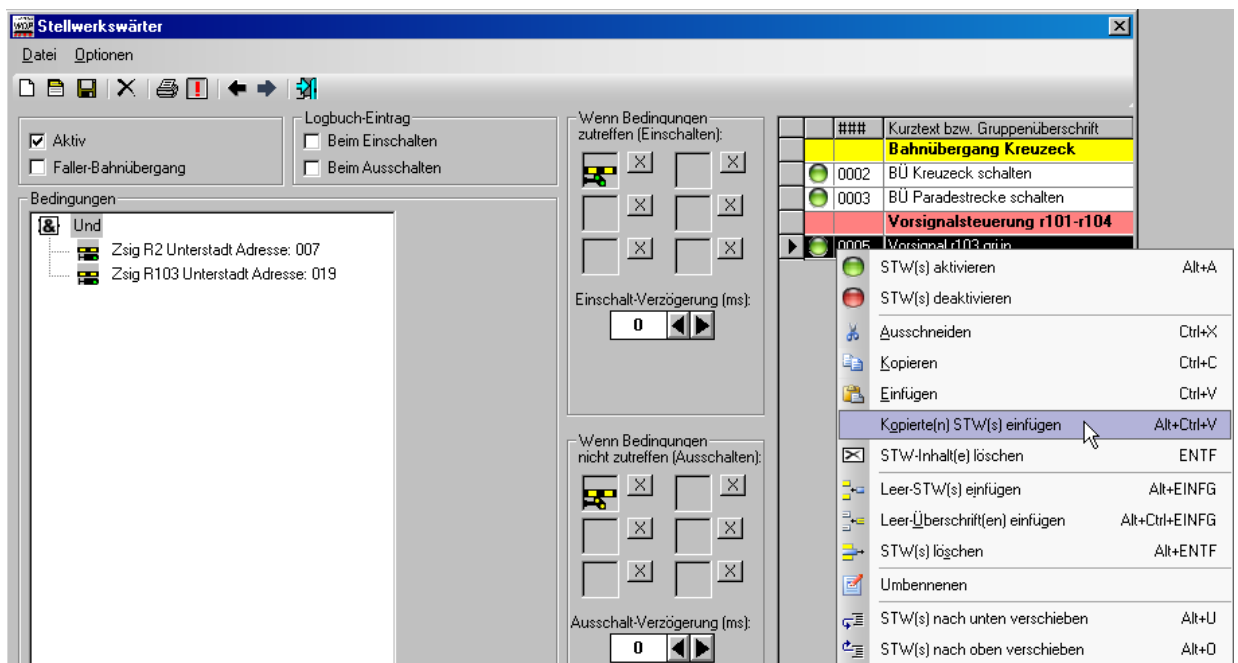 Stellwerkswärter
Datei Optionen
Aktiv
Faller-Bahnübergang
Logbuch-Eintrag
Beim Einschalten
Beim Ausschalten
Bedingungen
Und
Zsig R2 Unterstadt Adresse: 007
Zsig R103 Unterstadt Adresse: 019
Wenn Bedingungen
zutreffen (Einschalten):
X X
X X
X X
Einschalt-Verzögerung (ms):
0
Wenn Bedingungen
nicht zutreffen (Ausschalten):
X X
X X
X X
Ausschalt-Verzögerung (ms):
0
### Kurztext bzw. Gruppenüberschrift
Bahnübergang Kreuzeck
0002 BÜ Kreuzeck schalten
0003 BÜ Paradestrecke schalten
Vorsignalsteuerung r101-r104
0005 Vorsignal r103 grün
STW(s) aktivieren Alt+A
STW(s) deaktivieren
Ausschneiden Ctrl+X
Kopieren Ctrl+C
Einfügen Ctrl+V
Kopierte(n) STW(s) einfügen Alt+Ctrl+V
STW-Inhalt(e) löschen ENTF
Leer-STW(s) einfügen Alt+EINFG
Leer-Überschrift(en) einfügen Alt+Ctrl+EINFG
STW(s) löschen Alt+ENTF
Umbennenen
STW(s) nach unten verschieben Alt+U
STW(s) nach oben verschieben Alt+O